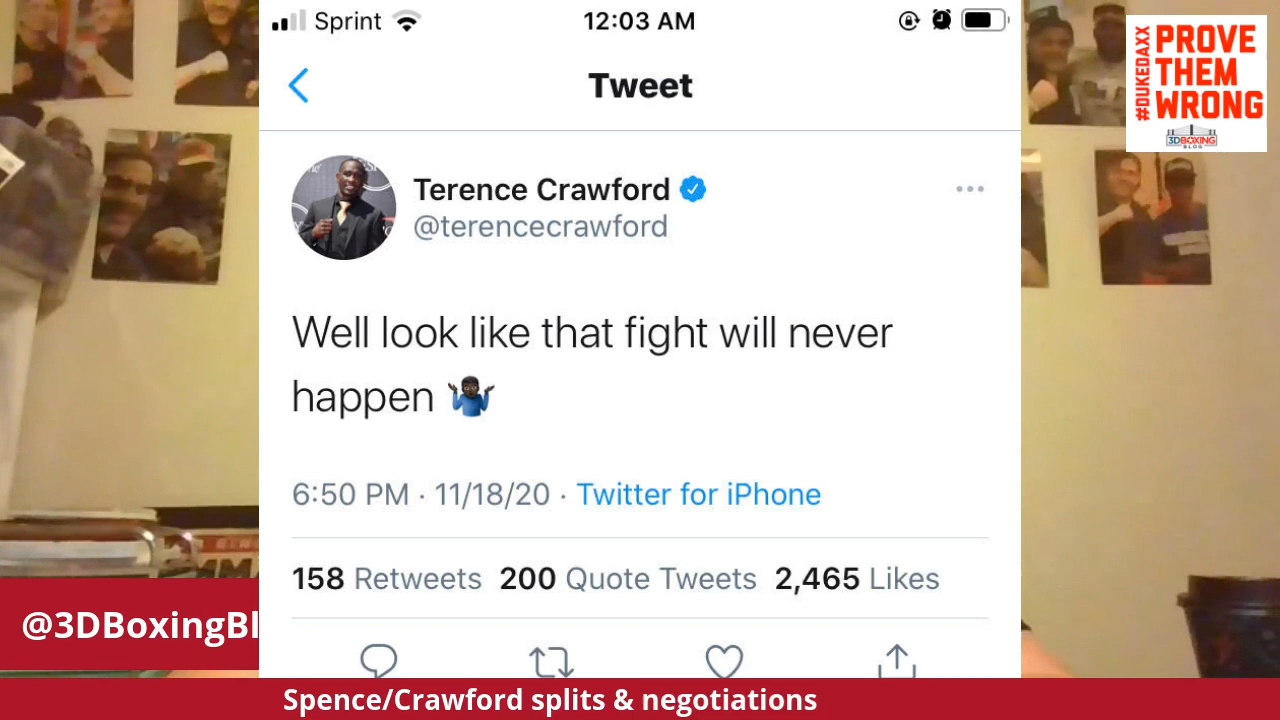 Sprint
12:03 AM
Tweet
#DUKEDAXX
PROVE
THEM
WRONG
3DBOXING
BLOG
Terence Crawford
@terencecrawford
Well look like that fight will never
happen 🤷🏿‍♂️
6:50 PM · 11/18/20 · Twitter for iPhone
158 Retweets 200 Quote Tweets 2,465 Likes
@3DBoxingBl
Spence/Crawford splits & negotiations